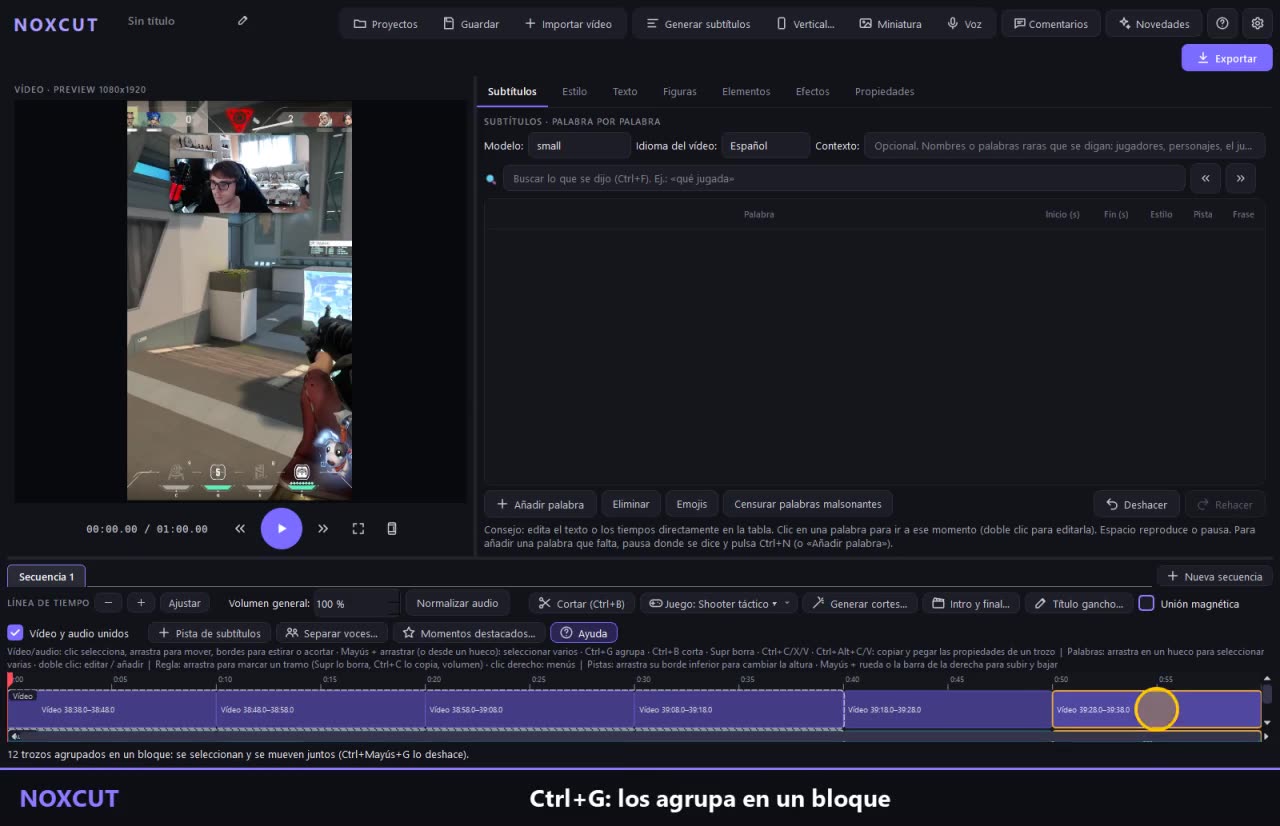 NOXCUT
Sin título
Proyectos
Guardar
Importar vídeo
Generar subtítulos
Vertical...
Miniatura
Voz
Comentarios
Novedades
Exportar
VÍDEO · PREVIEW 1080x1920
0
2
5
00:00.00 / 01:00.00
Subtítulos
Estilo
Texto
Figuras
Elementos
Efectos
Propiedades
SUBTÍTULOS · PALABRA POR PALABRA
Modelo: small Idioma del vídeo: Español Contexto: Opcional. Nombres o palabras raras que se digan: jugadores, personajes, el ju...
Buscar lo que se dijo (Ctrl+F). Ej.: «qué jugada»
« »
Palabra Inicio (s) Fin (s) Estilo Pista Frase
+ Añadir palabra
Eliminar
Emojis
Censurar palabras malsonantes
Deshacer
Rehacer
Consejo: edita el texto o los tiempos directamente en la tabla. Clic en una palabra para ir a ese momento (doble clic para editarla). Espacio reproduce o pausa. Para
añadir una palabra que falta, pausa donde se dice y pulsa Ctrl+N (o «Añadir palabra»).
Secuencia 1
+ Nueva secuencia
LÍNEA DE TIEMPO − + Ajustar Volumen general: 100 % Normalizar audio Cortar (Ctrl+B) Juego: Shooter táctico Generar cortes... Intro y final... Título gancho... Unión magnética
Vídeo y audio unidos + Pista de subtítulos Separar voces... Momentos destacados... Ayuda
Vídeo/audio: clic selecciona, arrastra para mover, bordes para estirar o acortar · Mayús + arrastrar (o desde un hueco): seleccionar varios · Ctrl+G agrupa · Ctrl+B corta · Supr borra · Ctrl+C/X/V · Ctrl+Alt+C/V: copiar y pegar las propiedades de un trozo | Palabras: arrastra en un hueco para seleccionar
varias · doble clic: editar / añadir | Regla: arrastra para marcar un tramo (Supr lo borra, Ctrl+C lo copia, volumen) · clic derecho: menús | Pistas: arrastra su borde inferior para cambiar la altura · Mayús + rueda o la barra de la derecha para subir y bajar
:00 0:05 0:10 0:15 0:20 0:25 0:30 0:35 0:40 0:45 0:50 0:55
Vídeo
Vídeo 38:38.0–38:48.0 Vídeo 38:48.0–38:58.0 Vídeo 38:58.0–39:08.0 Vídeo 39:08.0–39:18.0 Vídeo 39:18.0–39:28.0 Vídeo 39:28.0–39:38.0
12 trozos agrupados en un bloque: se seleccionan y se mueven juntos (Ctrl+Mayús+G lo deshace).
NOXCUT
Ctrl+G: los agrupa en un bloque